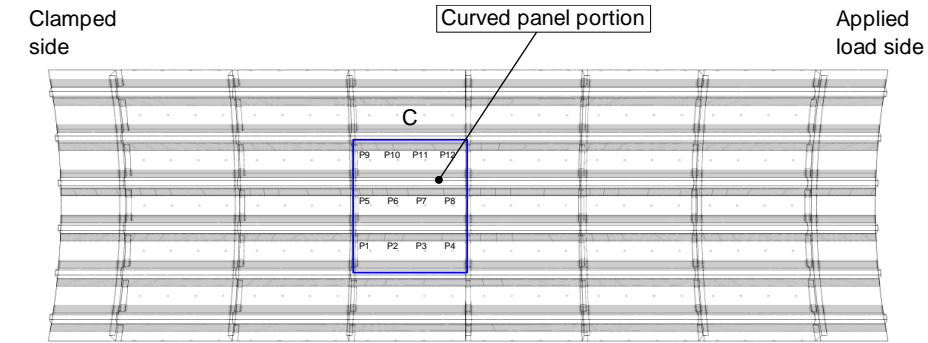 Clamped
side
Curved panel portion
Applied
load side
C
P9 P10 P11 P12
P5 P6 P7 P8
P1 P2 P3 P4